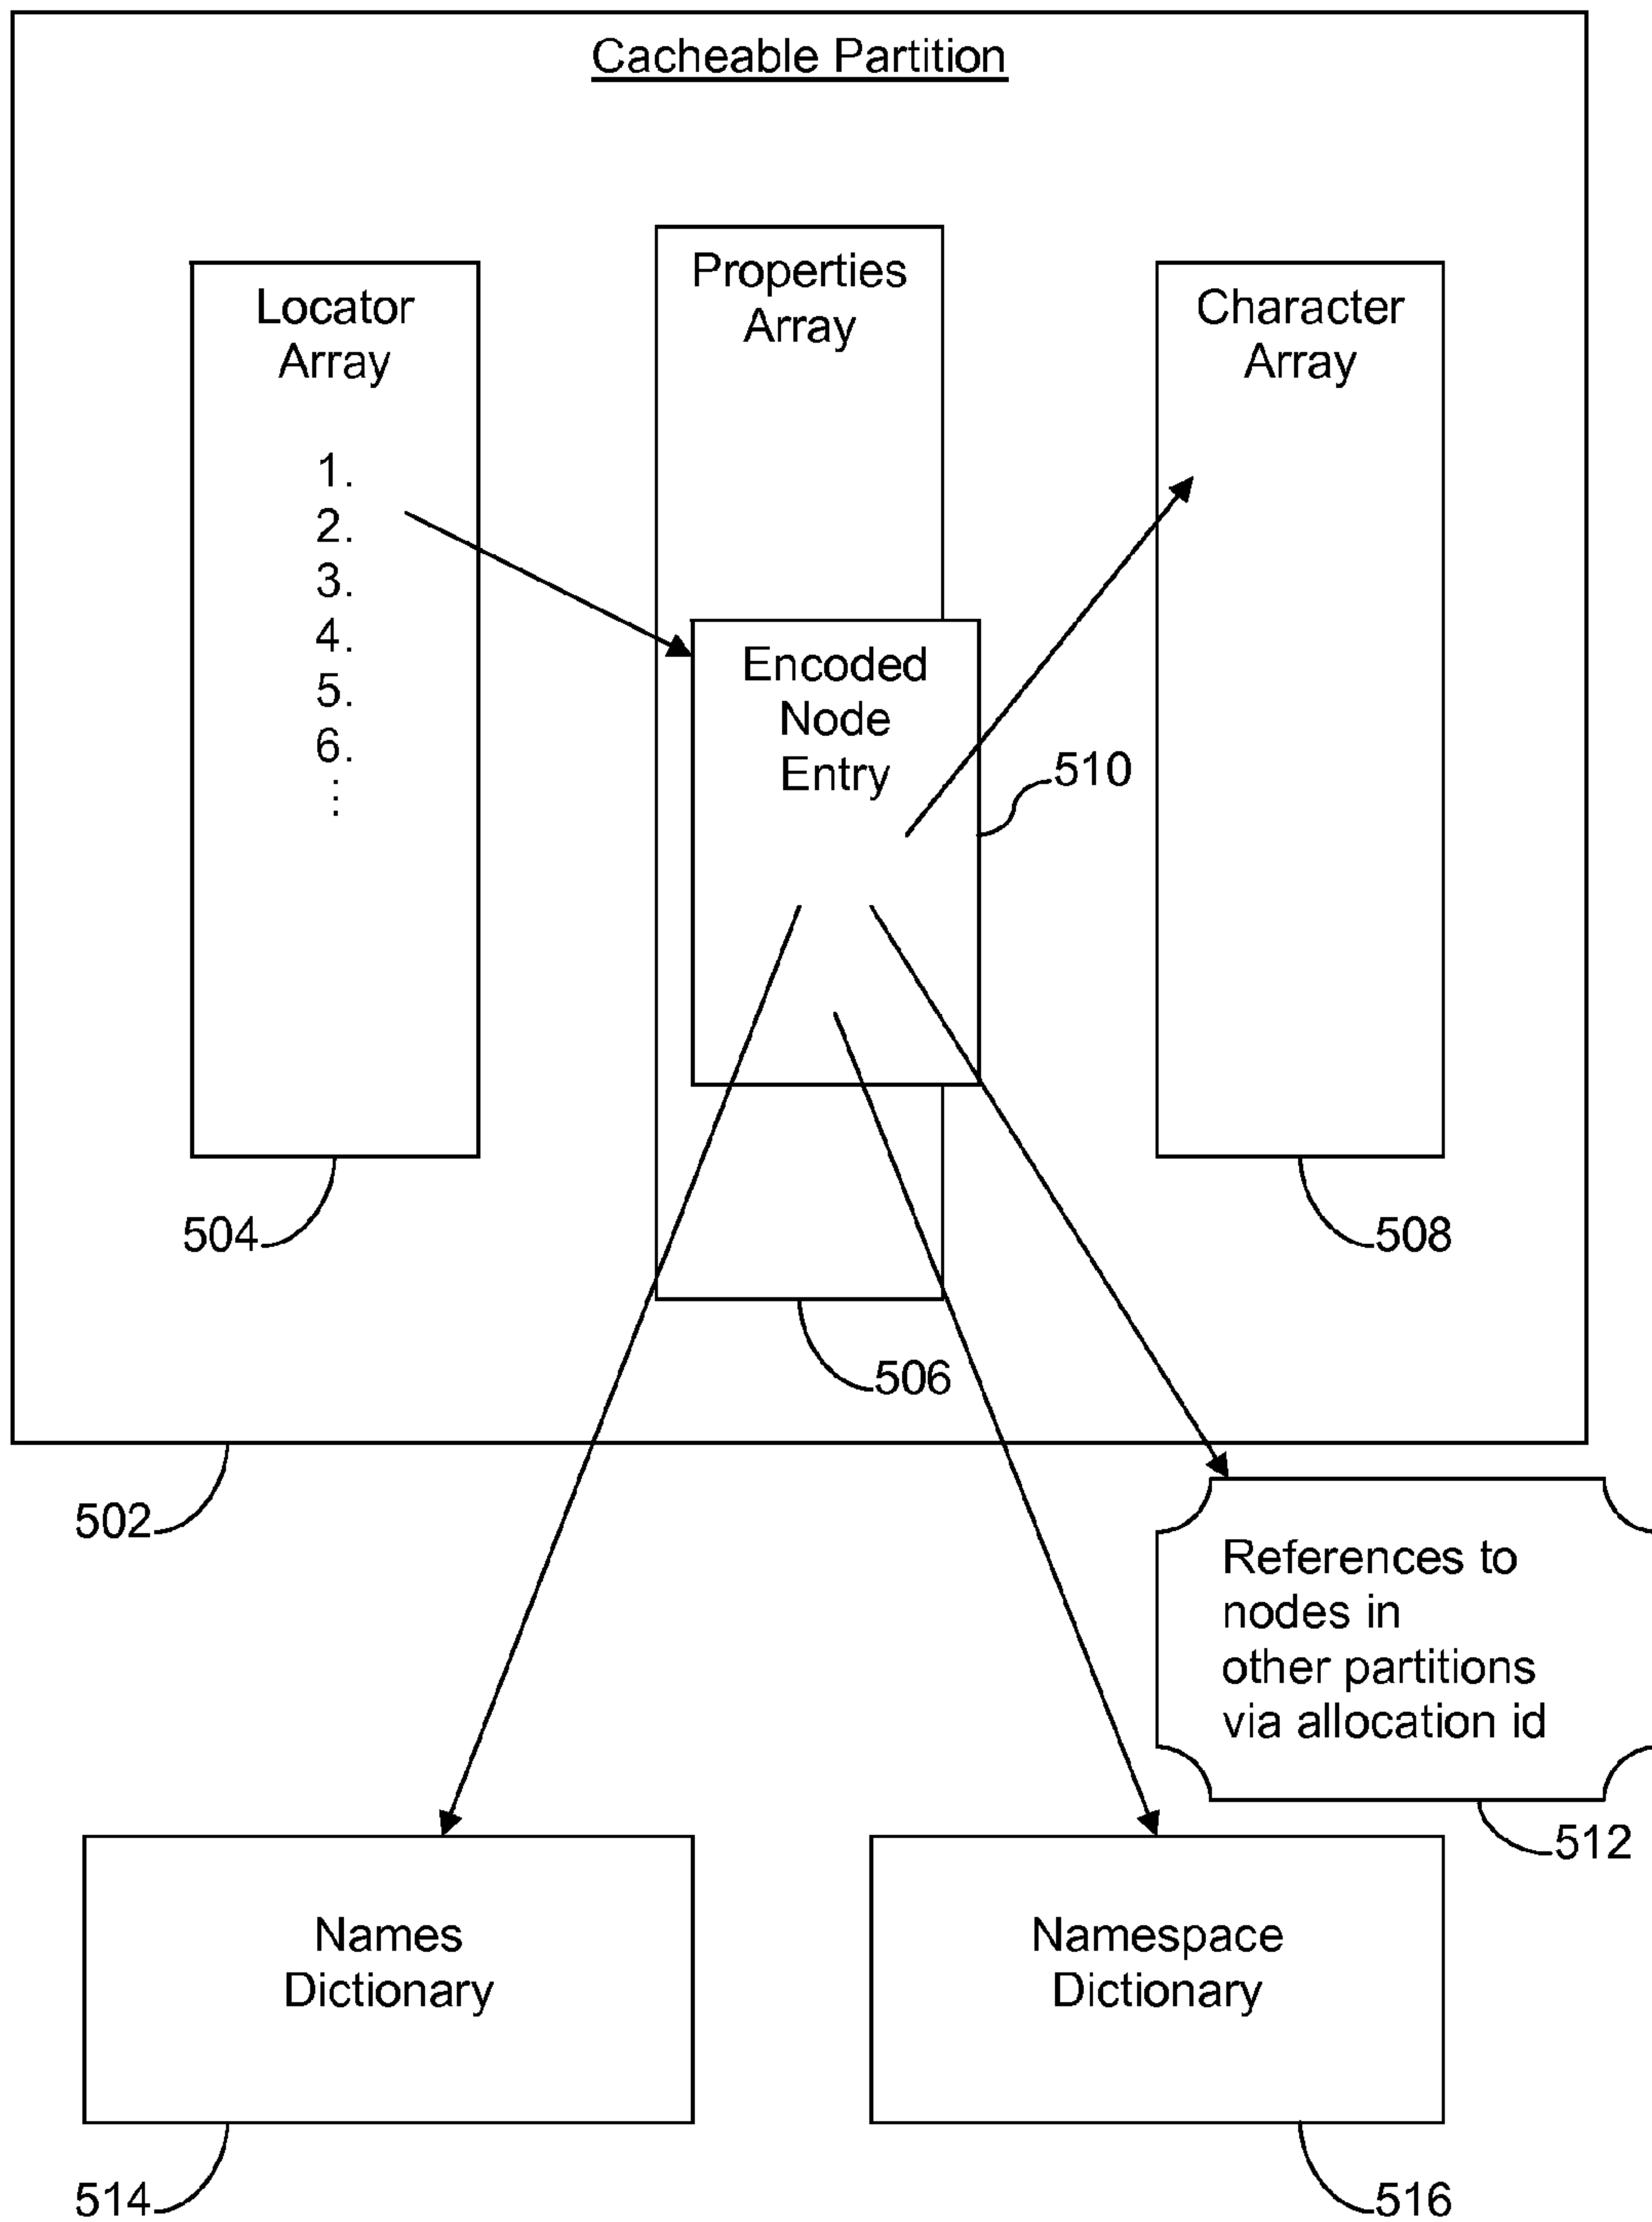 Cacheable Partition
Locator
Array
1.
2.
3.
4.
5.
6.
⋮
504
Properties
Array
Encoded
Node
Entry
510
506
Character
Array
508
502
References to
nodes in
other partitions
via allocation id
512
Names
Dictionary
514
Namespace
Dictionary
516